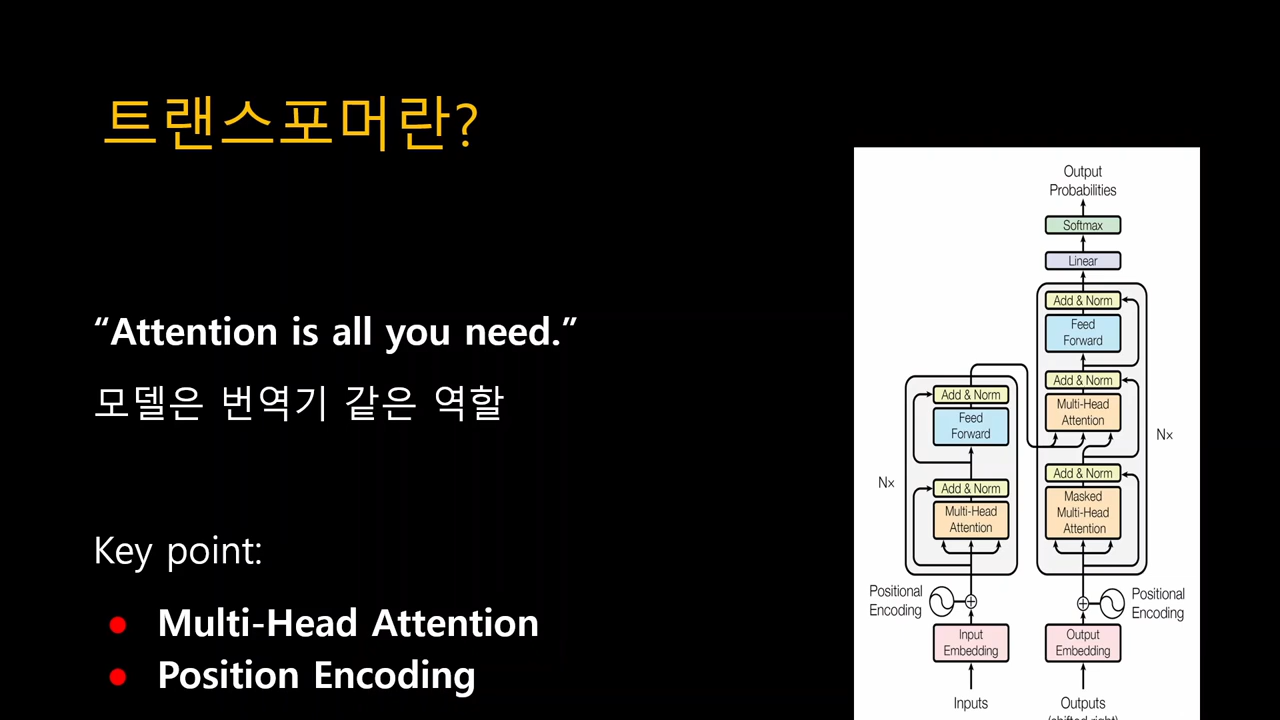 트랜스포머란?
“Attention is all you need.”
모델은 번역기 같은 역할
Key point:
● Multi-Head Attention
● Position Encoding
Output
Probabilities
Softmax
Linear
Add & Norm
Feed
Forward
Add & Norm
Multi-Head
Attention
Add & Norm
Masked
Multi-Head
Attention
N×
Add & Norm
Feed
Forward
Add & Norm
Multi-Head
Attention
N×
Positional
Encoding
Positional
Encoding
Input
Embedding
Output
Embedding
Inputs
Outputs
(shifted right)